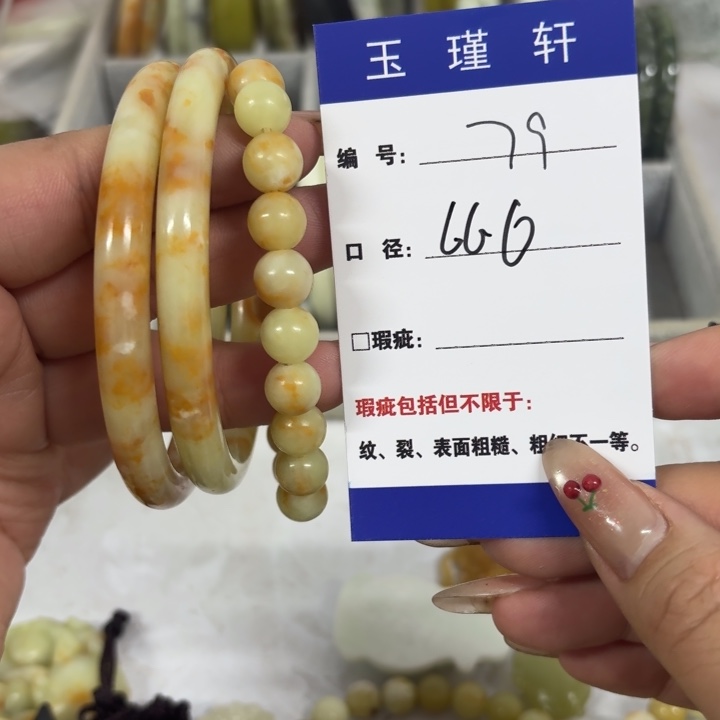 玉瑾轩
编号：79
口径：666
□瑕疵：
瑕疵包括但不限于：
纹、裂、表面粗糙、粗细不一等。